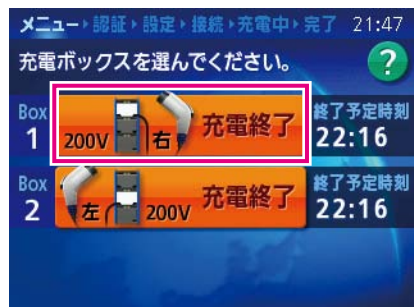 メニュー▶認証▶設定▶接続▶充電中▶完了 21:47
充電ボックスを選んでください。
?
Box 1
200V 右 充電終了
終了予定時刻
22:16
Box 2
左 200V 充電終了
終了予定時刻
22:16